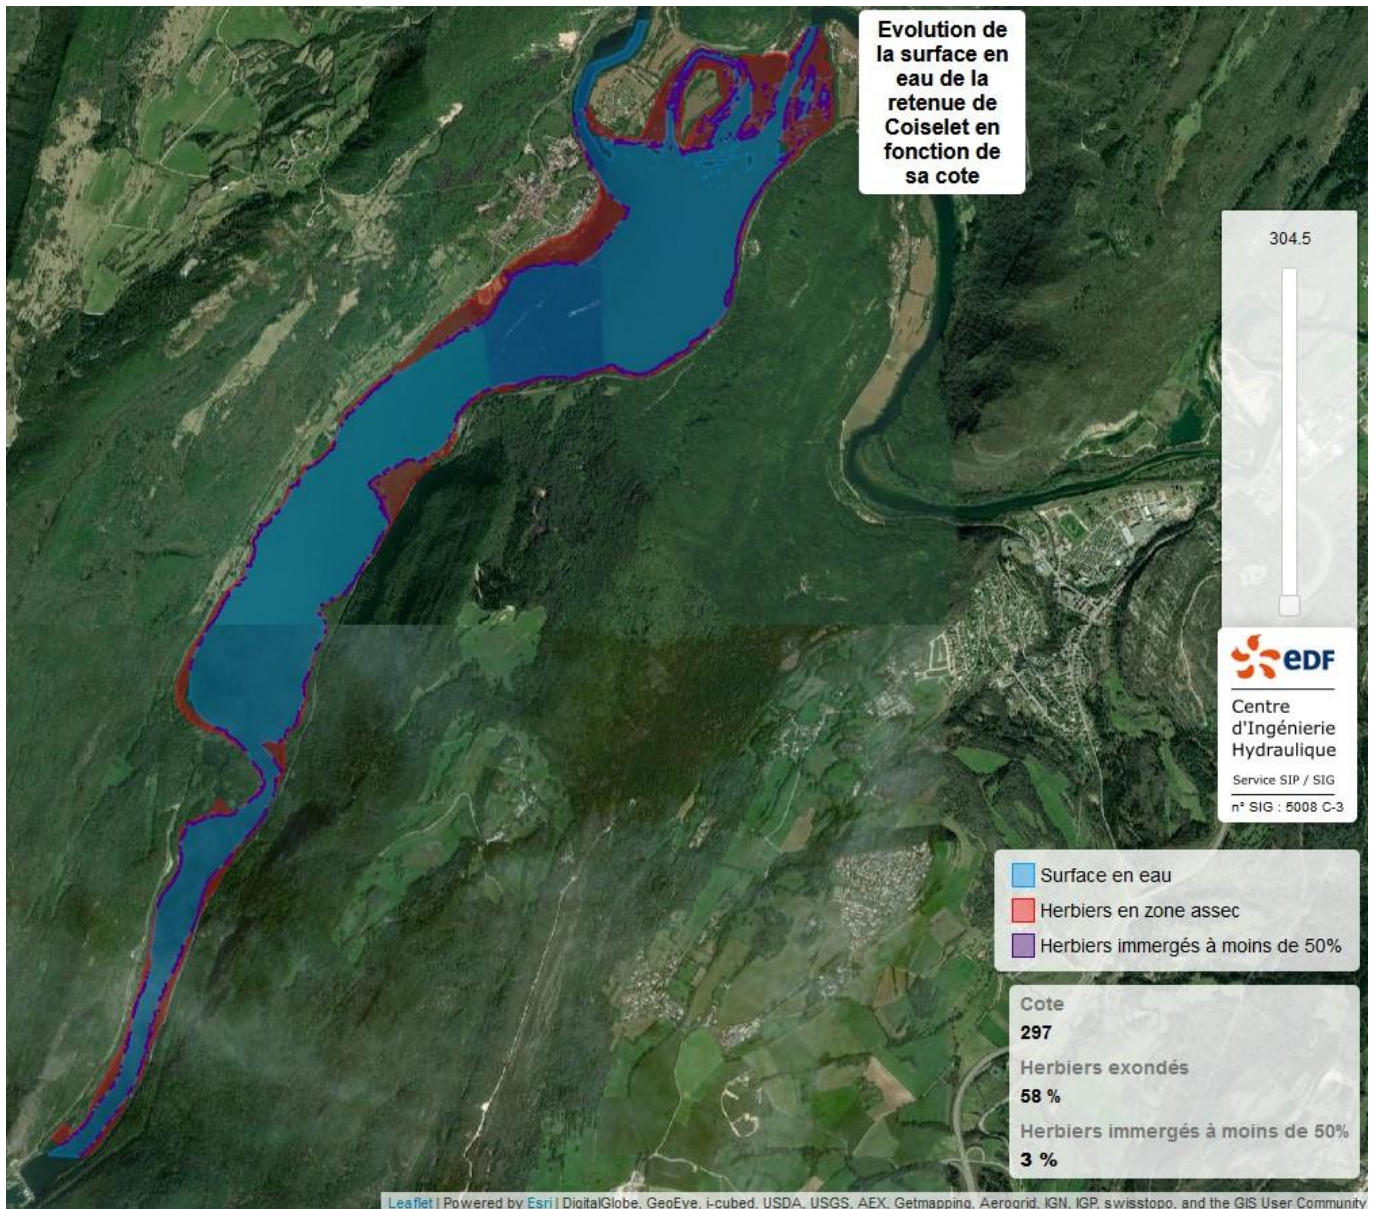 Evolution de
la surface en
eau de la
retenue de
Coiselet en
fonction de
sa cote
304.5
eDF
Centre
d'Ingénierie
Hydraulique
Service SIP / SIG
n° SIG : 5008 C-3
Surface en eau
Herbiers en zone assec
Herbiers immergés à moins de 50%
Cote
297
Herbiers exondés
58 %
Herbiers immergés à moins de 50%
3 %
Leaflet | Powered by Esri | DigitalGlobe, GeoEye, i-cubed, USDA, USGS, AEX, Getmapping, Aerogrid, IGN, IGP, swisstopo, and the GIS User Community